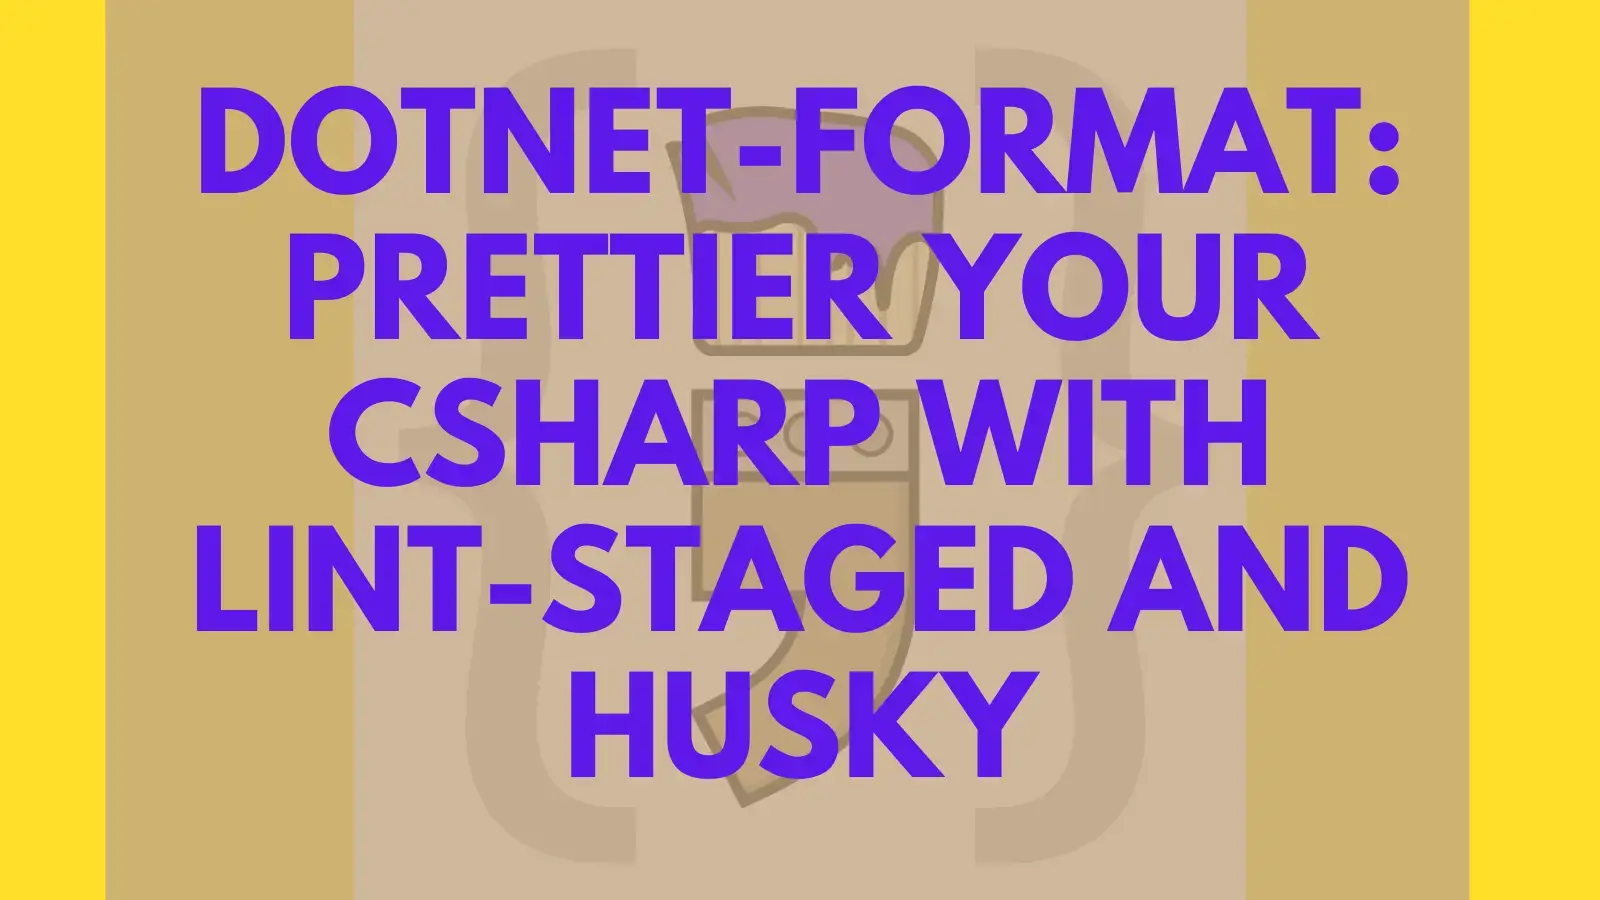 DOTNET-FORMAT:
PRETTIER YOUR
CSHARP WITH
LINT-STAGED AND
HUSKY